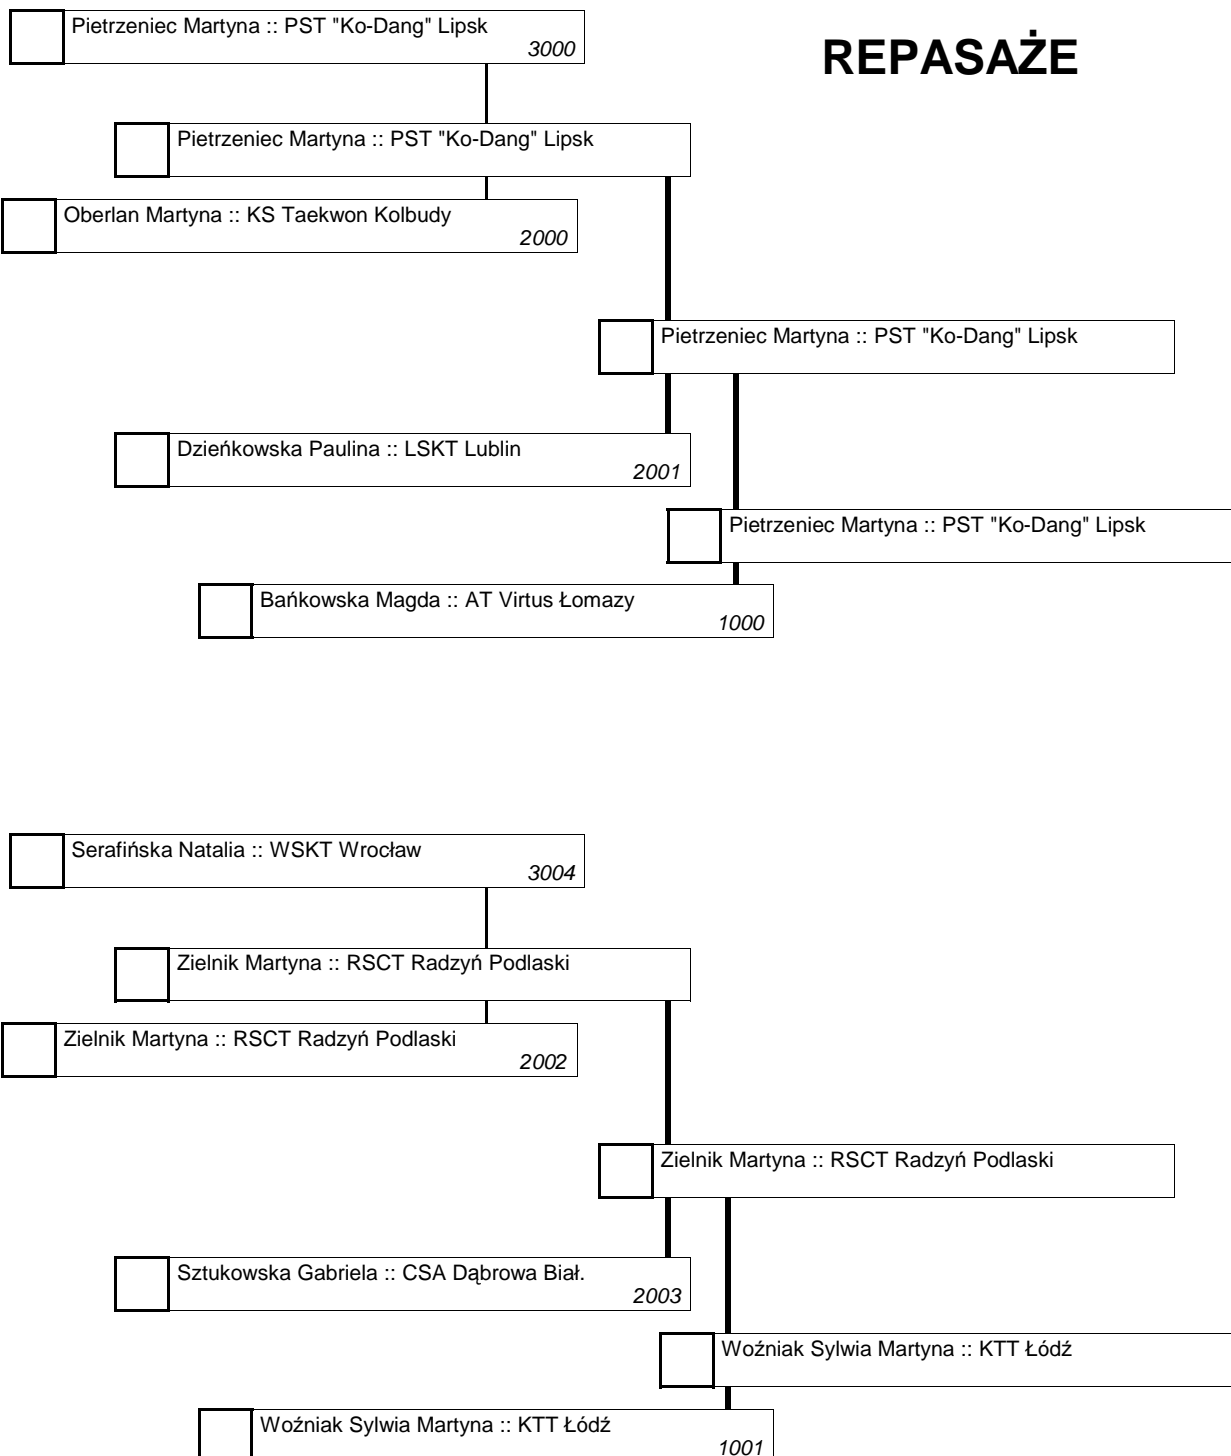 Pietrzeniec Martyna :: PST "Ko-Dang" Lipsk
3000
REPASAŻE
Pietrzeniec Martyna :: PST "Ko-Dang" Lipsk
Oberlan Martyna :: KS Taekwon Kolbudy
2000
Pietrzeniec Martyna :: PST "Ko-Dang" Lipsk
Dzieńkowska Paulina :: LSKT Lublin
2001
Pietrzeniec Martyna :: PST "Ko-Dang" Lipsk
Bańkowska Magda :: AT Virtus Łomazy
1000
Serafińska Natalia :: WSKT Wrocław
3004
Zielnik Martyna :: RSCT Radzyń Podlaski
Zielnik Martyna :: RSCT Radzyń Podlaski
2002
Zielnik Martyna :: RSCT Radzyń Podlaski
Sztukowska Gabriela :: CSA Dąbrowa Biał.
2003
Woźniak Sylwia Martyna :: KTT Łódź
Woźniak Sylwia Martyna :: KTT Łódź
1001